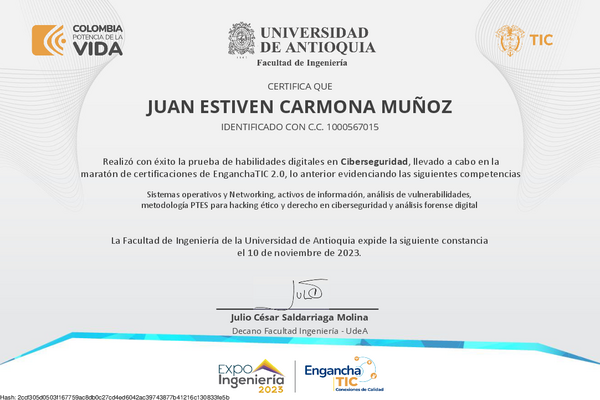 COLOMBIA
POTENCIA DE LA
VIDA
UNIVERSIDAD
DE ANTIOQUIA
1803
Facultad de Ingeniería
TIC
CERTIFICA QUE
JUAN ESTIVEN CARMONA MUÑOZ
IDENTIFICADO CON C.C. 1000567015
Realizó con éxito la prueba de habilidades digitales en Ciberseguridad, llevado a cabo en la
maratón de certificaciones de EnganchaTIC 2.0, lo anterior evidenciando las siguientes competencias
Sistemas operativos y Networking, activos de información, análisis de vulnerabilidades,
metodología PTES para hacking ético y derecho en ciberseguridad y análisis forense digital
La Facultad de Ingeniería de la Universidad de Antioquia expide la siguiente constancia
el 10 de noviembre de 2023.
Julio César Saldarriaga Molina
Decano Facultad Ingeniería - UdeA
EXPO
Ingeniería
2023
Engancha
TIC
Conexiones de Calidad
Hash: 2cdf305d0503f167759ac8db0c27cd4ed6042ac39743877b41216c130833fe5b